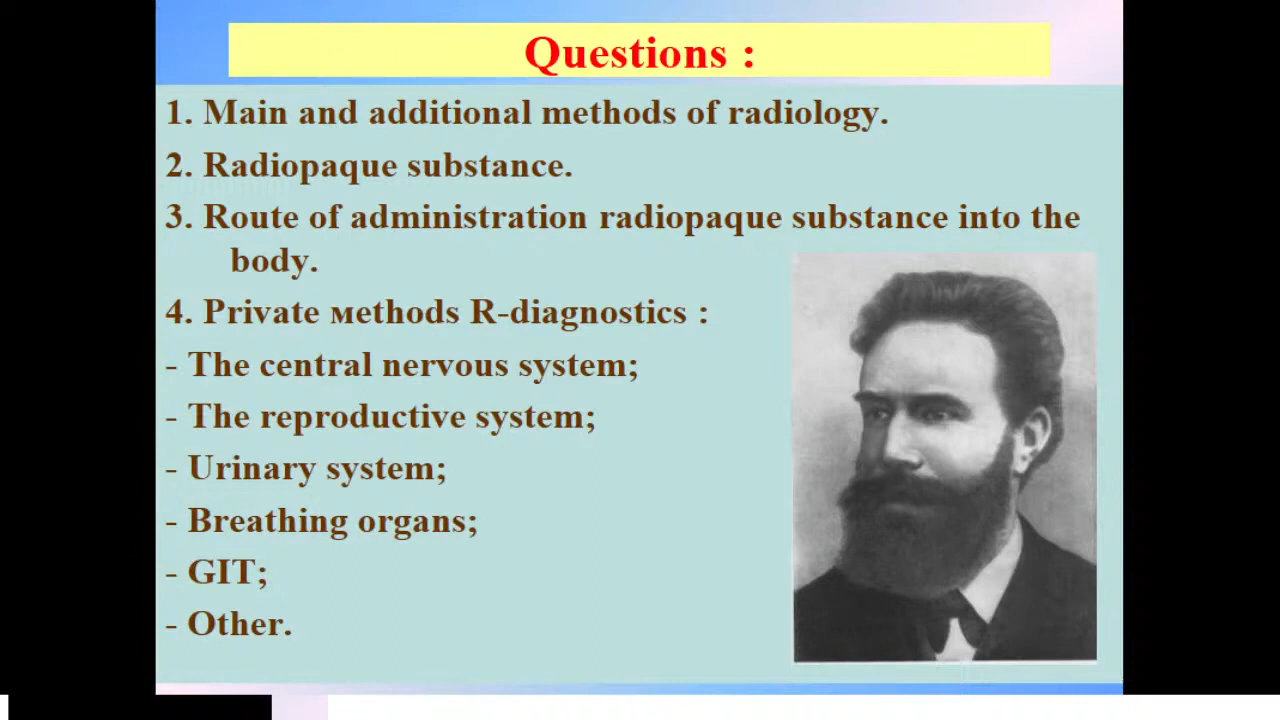 Questions :
1. Main and additional methods of radiology.
2. Radiopaque substance.
3. Route of administration radiopaque substance into the
body.
4. Private мethods R-diagnostics :
- The central nervous system;
- The reproductive system;
- Urinary system;
- Breathing organs;
- GIT;
- Other.